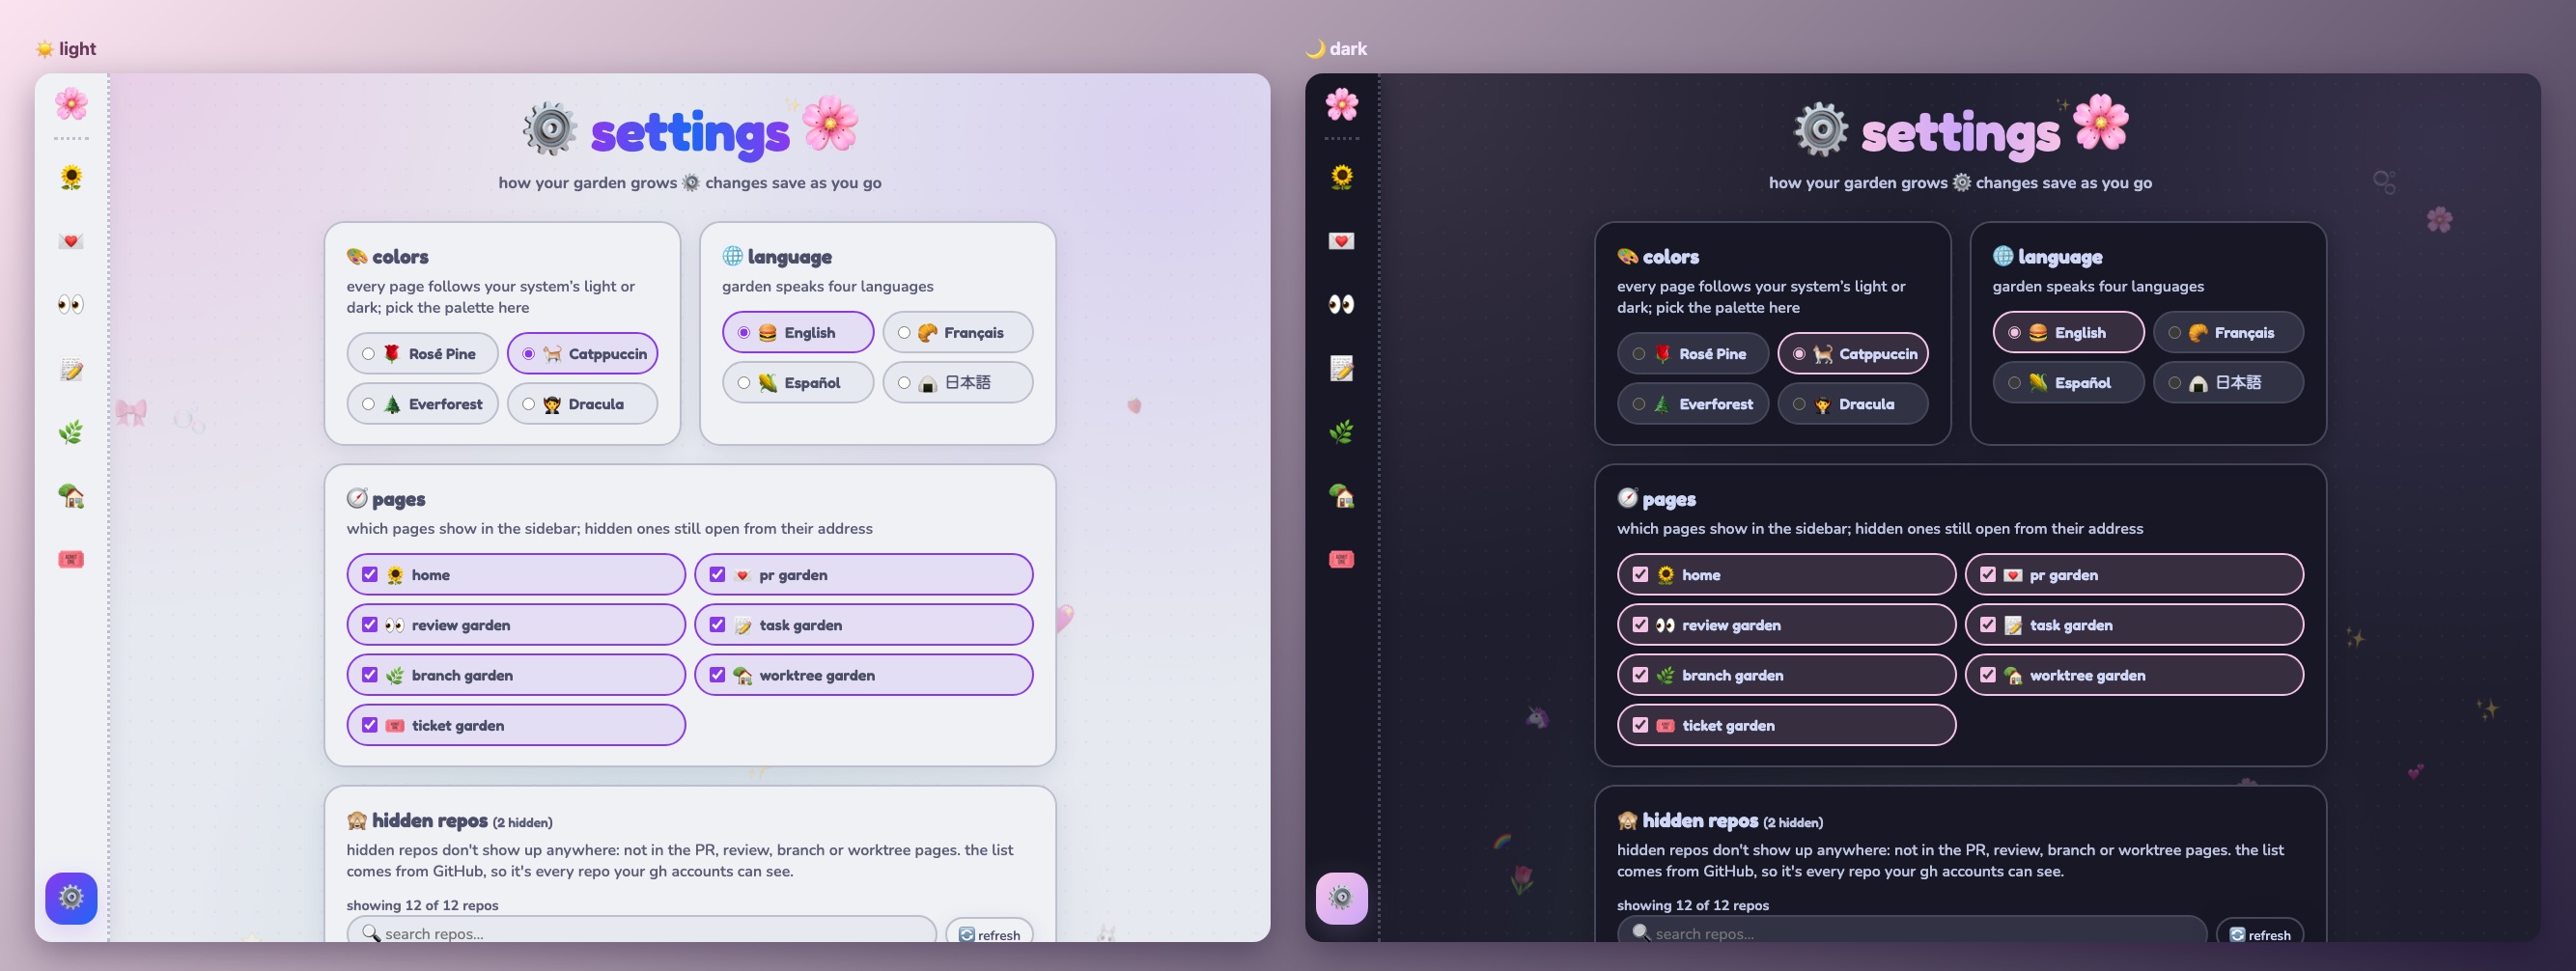 light
settings
how your garden grows changes save as you go
colors
every page follows your system's light or
dark; pick the palette here
Rosé Pine
Catppuccin
Everforest
Dracula
language
garden speaks four languages
English
Français
Español
日本語
pages
which pages show in the sidebar; hidden ones still open from their address
home
pr garden
review garden
task garden
branch garden
worktree garden
ticket garden
hidden repos (2 hidden)
hidden repos don't show up anywhere: not in the PR, review, branch or worktree pages. the list
comes from GitHub, so it's every repo your gh accounts can see.
showing 12 of 12 repos
search repos...
refresh
dark
settings
how your garden grows changes save as you go
colors
every page follows your system's light or
dark; pick the palette here
Rosé Pine
Catppuccin
Everforest
Dracula
language
garden speaks four languages
English
Français
Español
日本語
pages
which pages show in the sidebar; hidden ones still open from their address
home
pr garden
review garden
task garden
branch garden
worktree garden
ticket garden
hidden repos (2 hidden)
hidden repos don't show up anywhere: not in the PR, review, branch or worktree pages. the list
comes from GitHub, so it's every repo your gh accounts can see.
showing 12 of 12 repos
search repos...
refresh